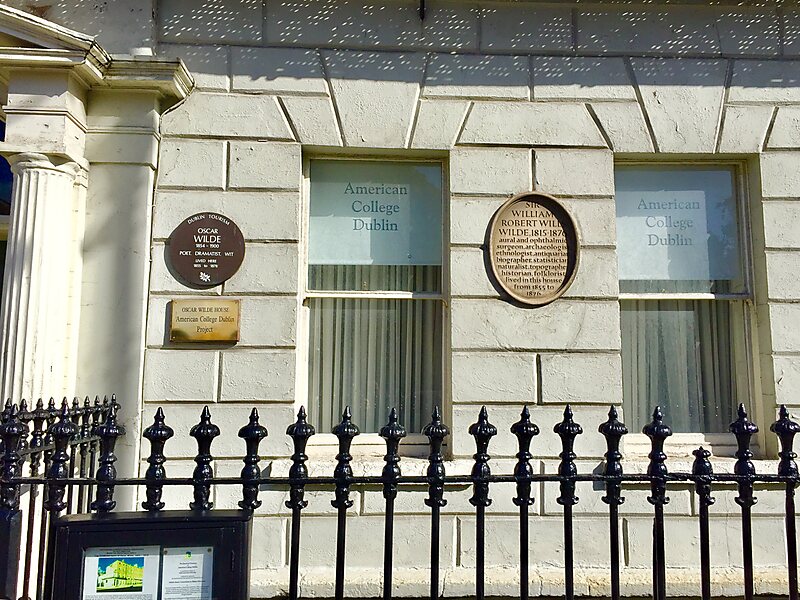 DUBLIN TOURISM
OSCAR
WILDE
1854 - 1900
POET, DRAMATIST, WIT
LIVED HERE
1855 to 1878
OSCAR WILDE HOUSE
'American College Dublin
Project
American
College
Dublin
SIR
WILLIAM
ROBERT WILLS
WILDE, 1815-1876
aural and ophthalmic
surgeon, archaeologist
ethnologist, antiquarian
biographer, statistician
naturalist, topographer
historian, folklorist
lived in this house
from 1855 to
1876
American
College
Dublin